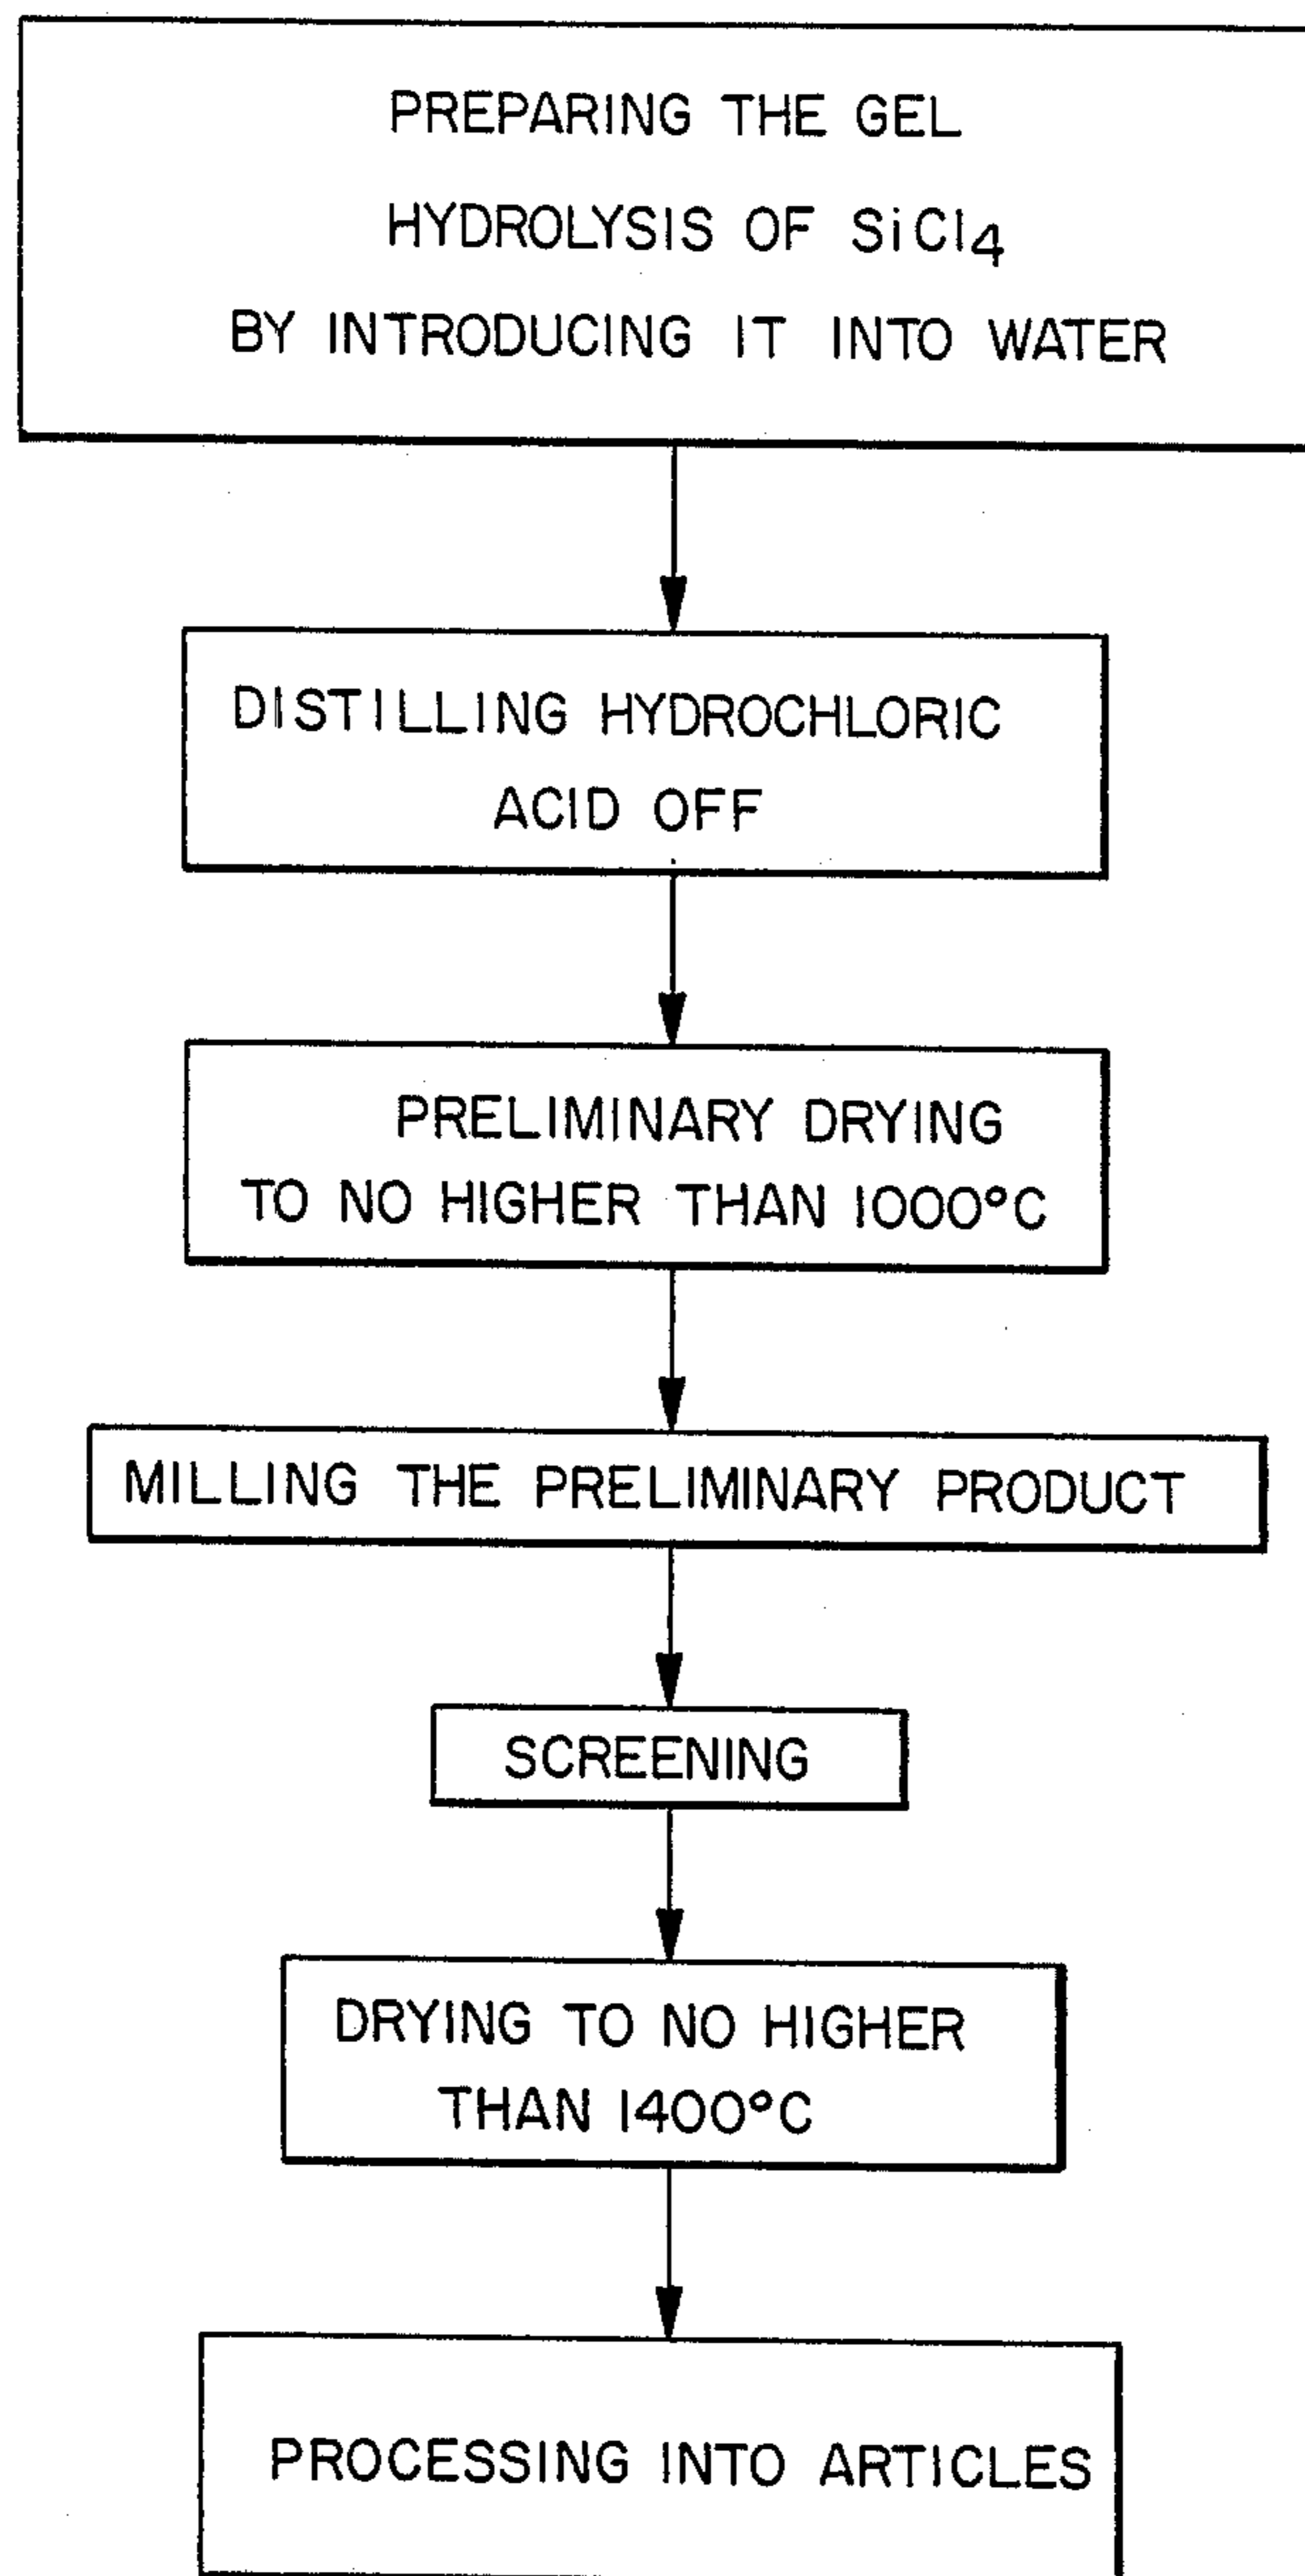 PREPARING THE GEL
HYDROLYSIS OF SiCl4
BY INTRODUCING IT INTO WATER
DISTILLING HYDROCHLORIC
ACID OFF
PRELIMINARY DRYING
TO NO HIGHER THAN 1000°C
MILLING THE PRELIMINARY PRODUCT
SCREENING
DRYING TO NO HIGHER
THAN 1400°C
PROCESSING INTO ARTICLES